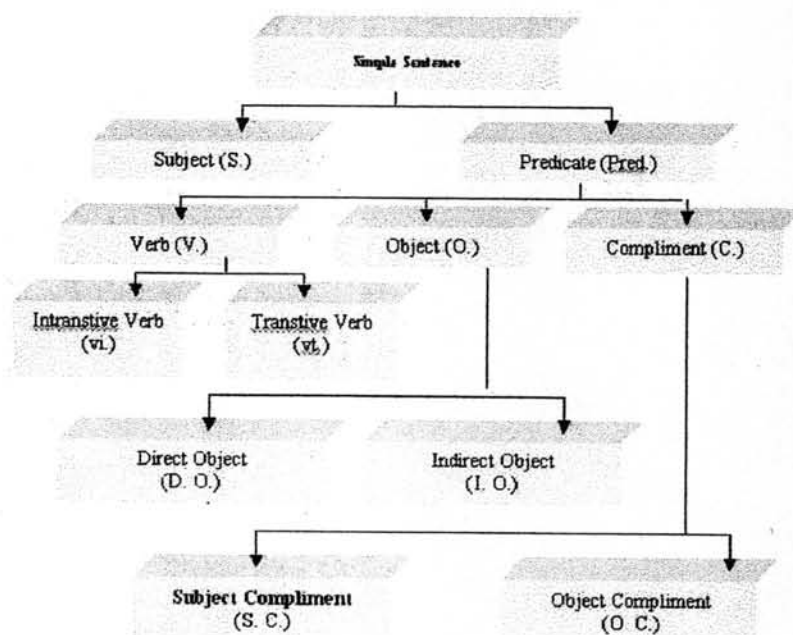 Simple Sentence
Subject (S.)
Predicate (Pred.)
Verb (V.)
Object (O.)
Compliment (C.)
Intranstive Verb
(vi.)
Transtive Verb
(vt.)
Direct Object
(D. O.)
Indirect Object
(I. O.)
Subject Compliment
(S. C.)
Object Compliment
(O. C.)